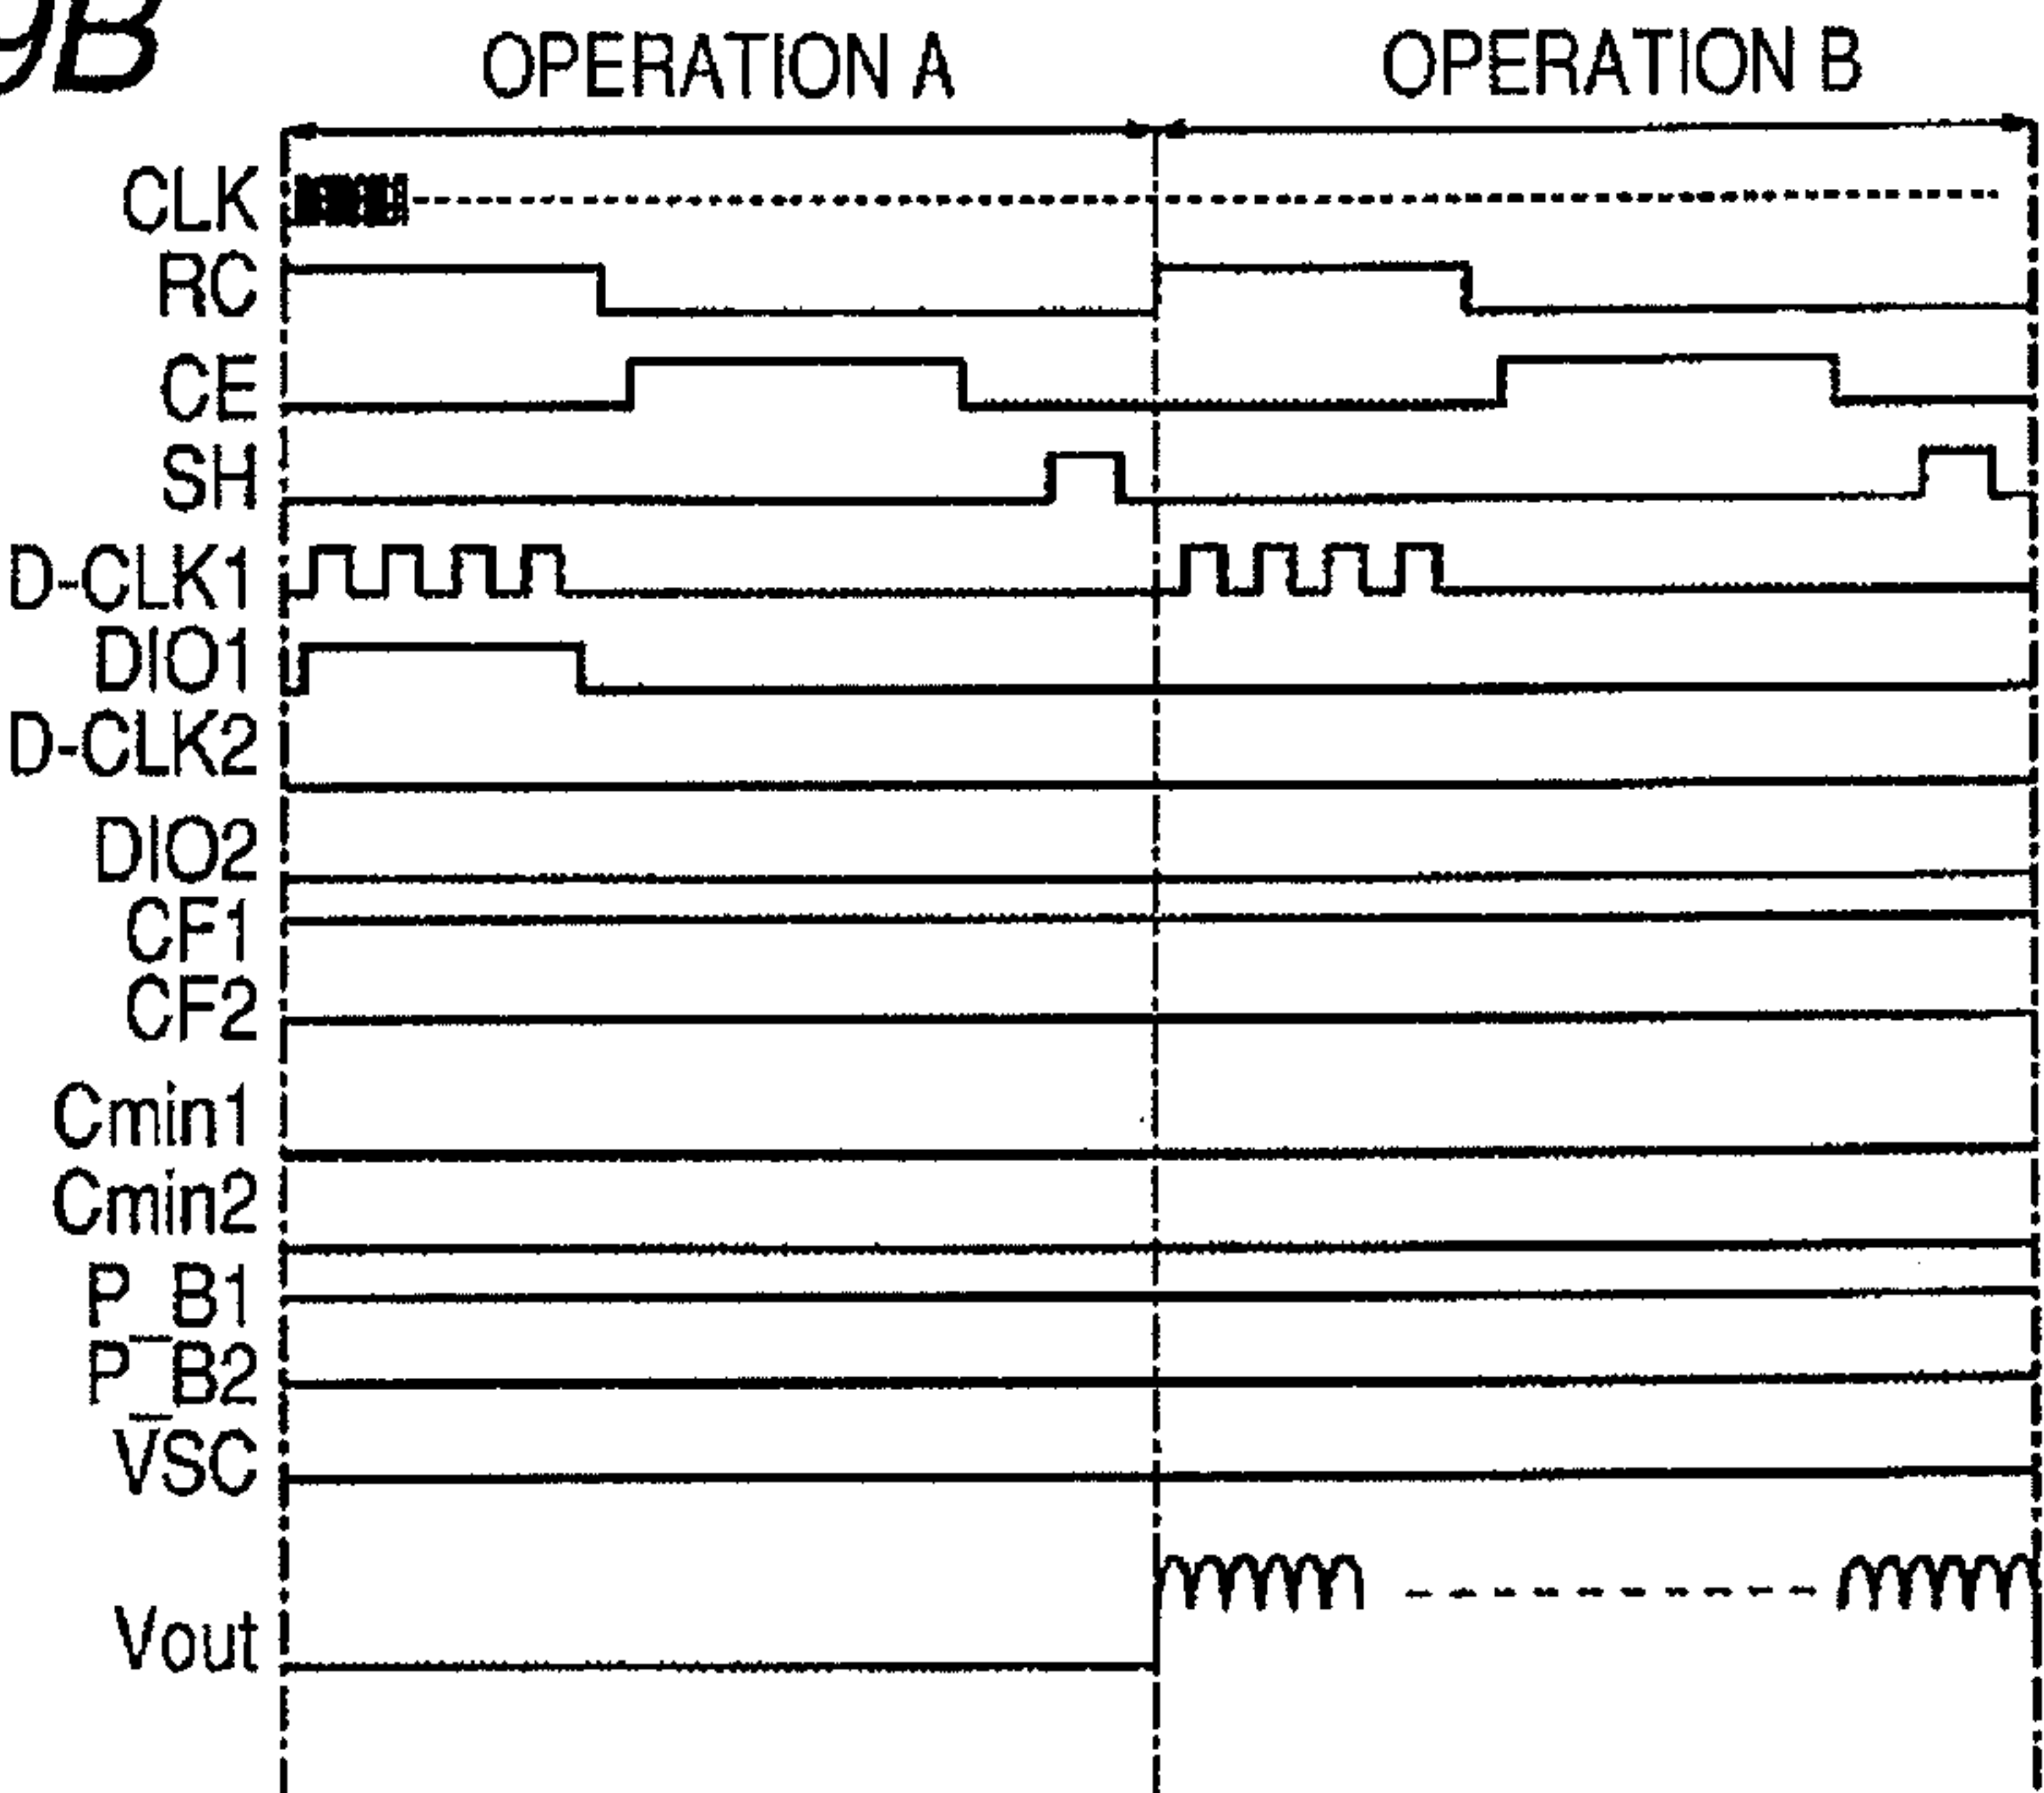 9B
OPERATION A OPERATION B
CLK
RC
CE
SH
D-CLK1
DIO1
D-CLK2
DIO2
CF1
CF2
Cmin1
Cmin2
P_B1
P_B2
VSC
Vout